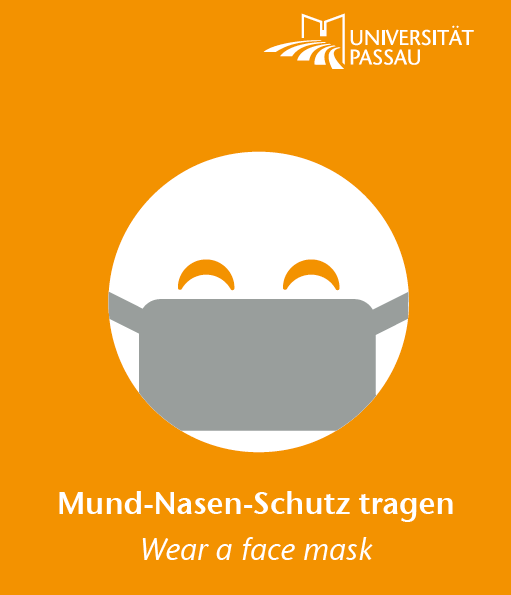 UNIVERSITÄT
PASSAU
Mund-Nasen-Schutz tragen
Wear a face mask